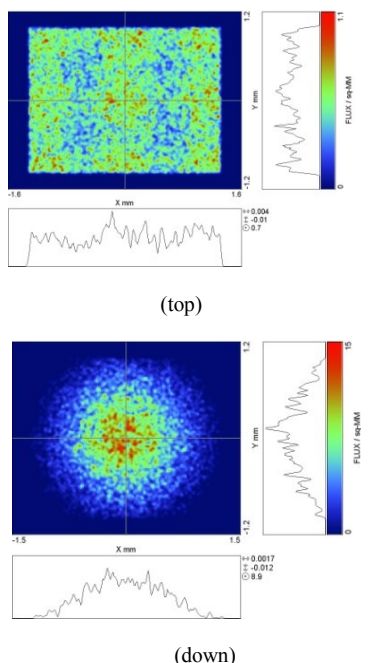 1.2
1.1
Y mm
FLUX / sq-MM
-1.2
0
-1.6
1.6
X mm
0.004
-0.01
0.7
(top)
1.2
15
Y mm
FLUX / sq-MM
-1.2
0
-1.5
1.5
X mm
0.0017
-0.012
8.9
(down)